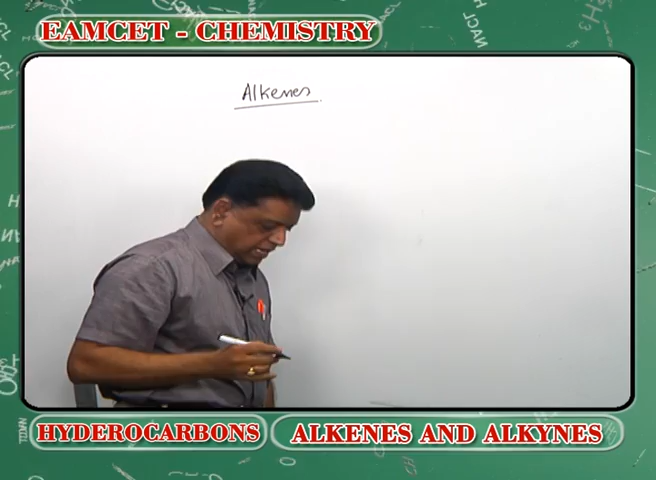 EAMCET - CHEMISTRY
Alkenes
HYDEROCARBONS
ALKENES AND ALKYNES